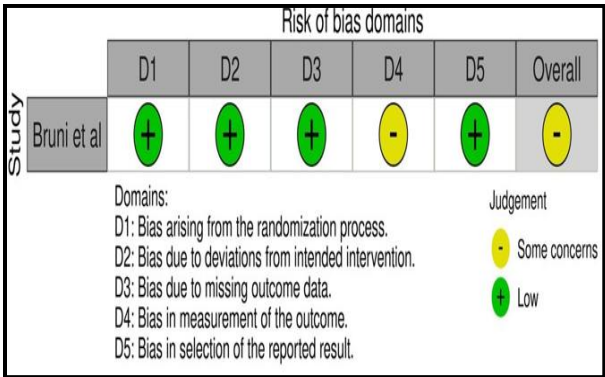 Risk of bias domains
D1 D2 D3 D4 D5 Overall
Study
Bruni et al + + + - + -
Domains:
D1: Bias arising from the randomization process.
D2: Bias due to deviations from intended intervention.
D3: Bias due to missing outcome data.
D4: Bias in measurement of the outcome.
D5: Bias in selection of the reported result.
Judgement
- Some concerns
+ Low